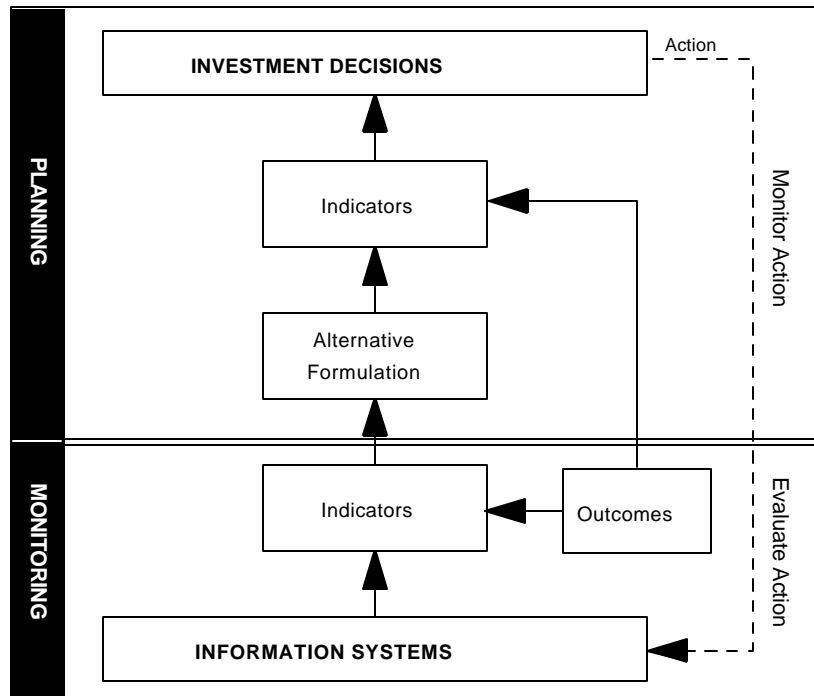 INVESTMENT DECISIONS
Action
PLANNING
Indicators
Monitor Action
Alternative
Formulation
MONITORING
Indicators
Outcomes
Evaluate Action
INFORMATION SYSTEMS